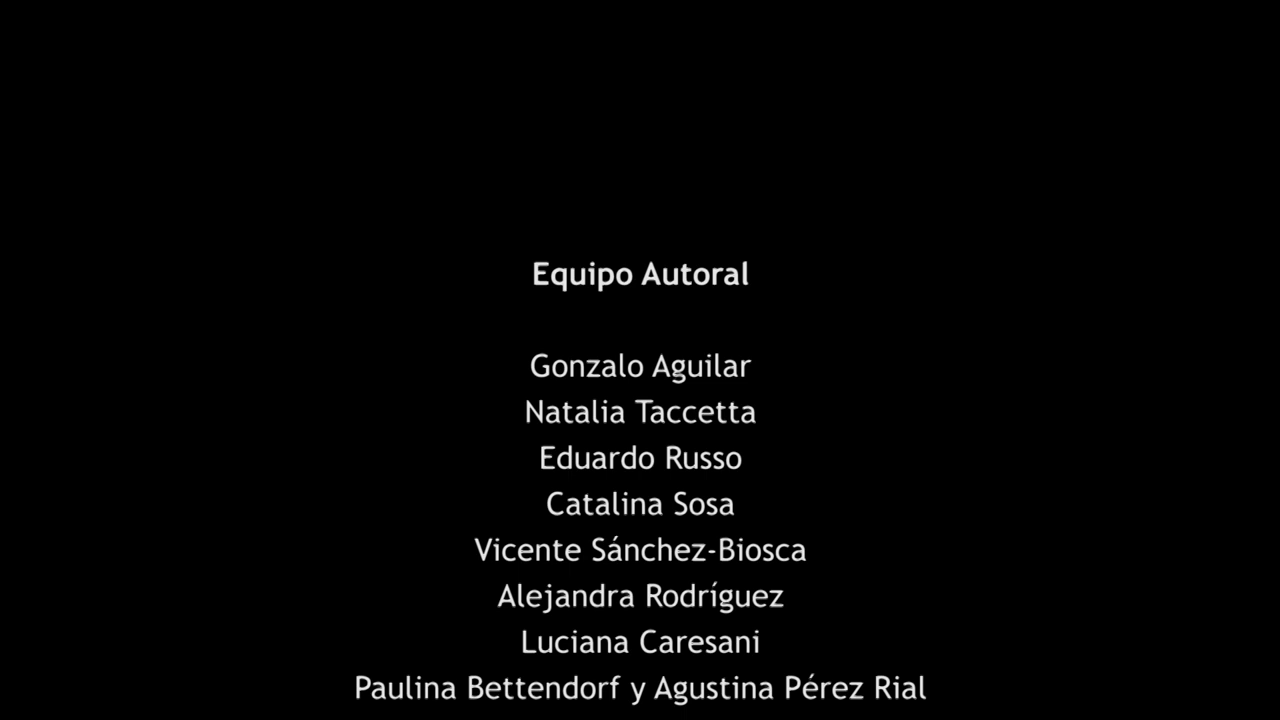 Equipo Autoral
Gonzalo Aguilar
Natalia Taccetta
Eduardo Russo
Catalina Sosa
Vicente Sánchez-Biosca
Alejandra Rodríguez
Luciana Caresani
Paulina Bettendorf y Agustina Pérez Rial